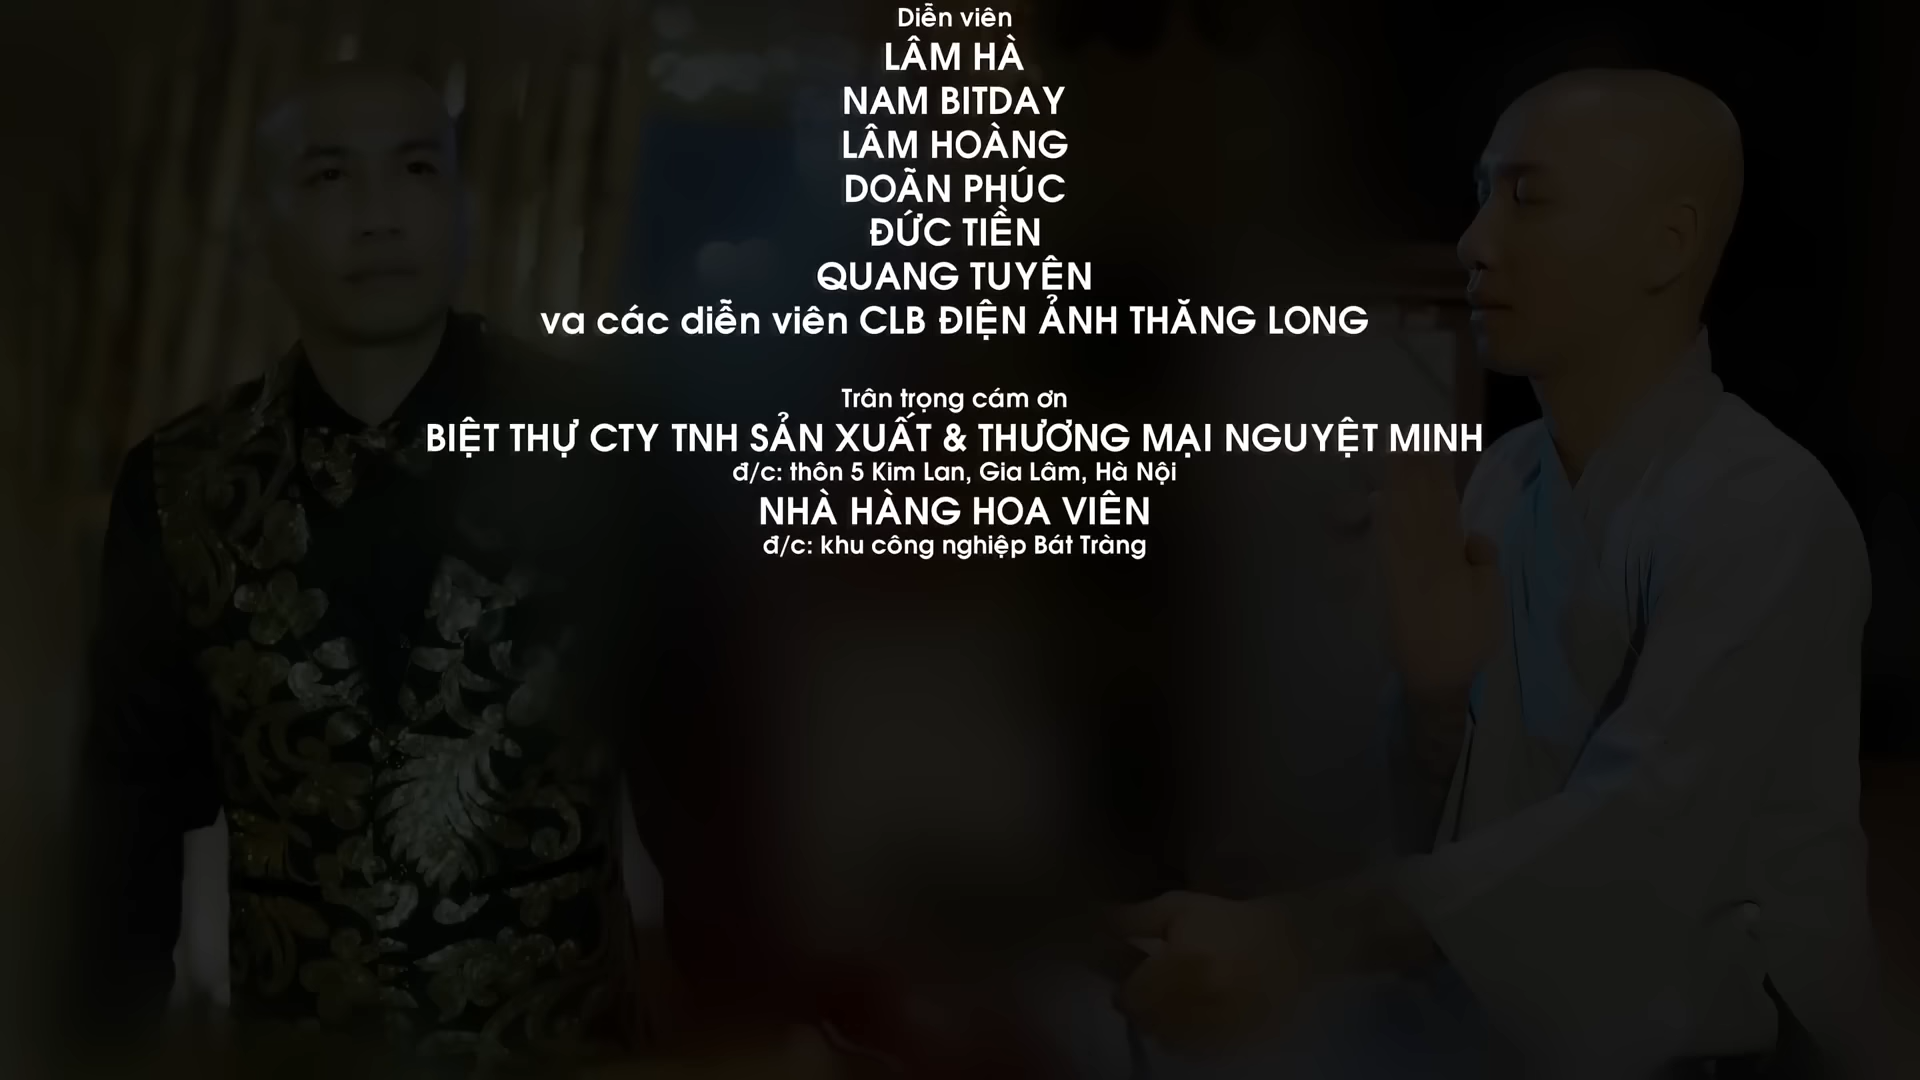 Diễn viên
LÂM HÀ
NAM BITDAY
LÂM HOÀNG
DOÃN PHÚC
ĐỨC TIỀN
QUANG TUYÊN
va các diễn viên CLB ĐIỆN ẢNH THĂNG LONG
Trân trọng cám ơn
BIỆT THỰ CTY TNH SẢN XUẤT & THƯƠNG MẠI NGUYỆT MINH
đ/c: thôn 5 Kim Lan, Gia Lâm, Hà Nội
NHÀ HÀNG HOA VIÊN
đ/c: khu công nghiệp Bát Tràng